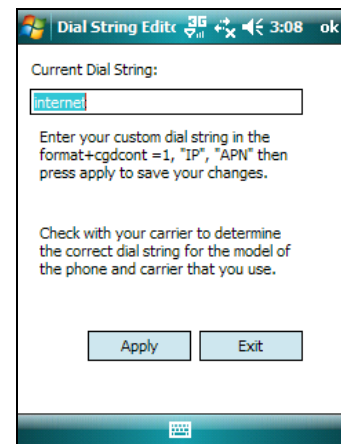 Dial String Edit 3G 3:08 ok
Current Dial String:
internet
Enter your custom dial string in the
format+cgdcont =1, "IP", "APN" then
press apply to save your changes.
Check with your carrier to determine
the correct dial string for the model of
the phone and carrier that you use.
Apply Exit